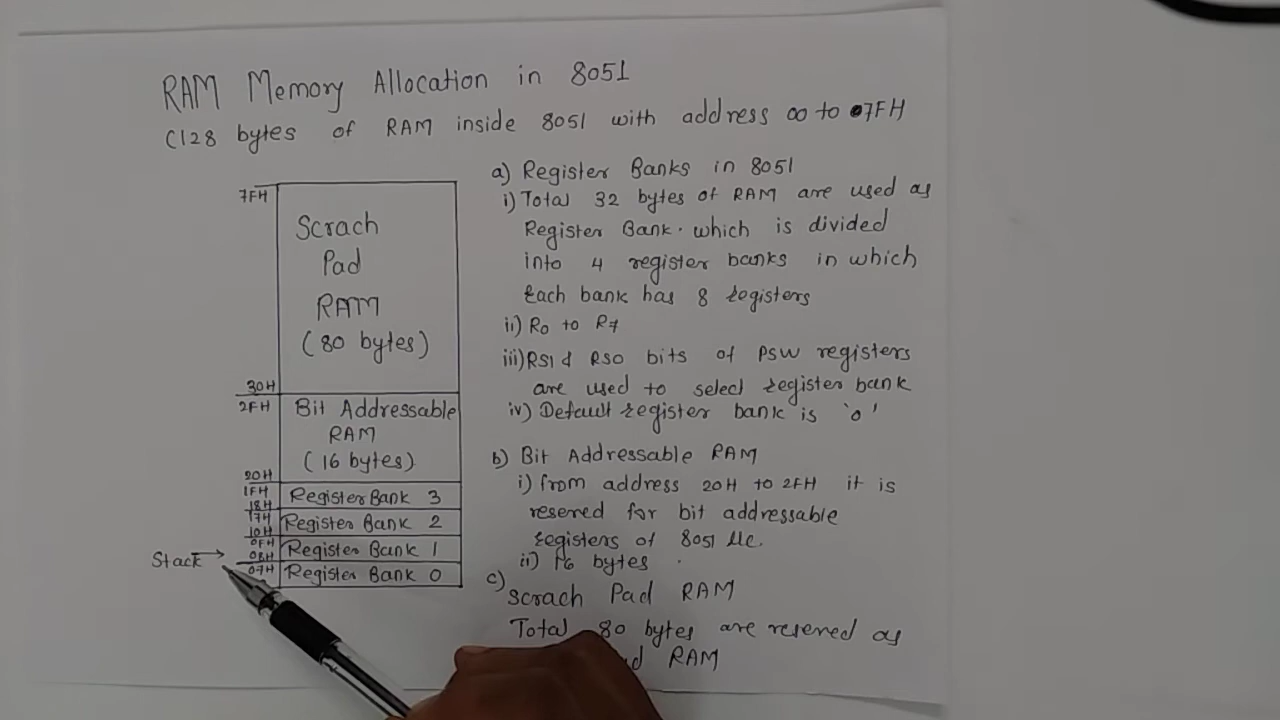 RAM Memory Allocation in 8051
(128 bytes of RAM inside 8051 with address 00 to 07FH
7FH
Scrach
Pad
RAM
(80 bytes)
30H
2FH
Bit Addressable
RAM
(16 bytes)
20H
1FH
18H
Register Bank 3
17H
10H
Register Bank 2
0FH
08H
Register Bank 1
Stack →
07H
Register Bank 0
a) Register Banks in 8051
i) Total 32 bytes of RAM are used as
Register Bank. which is divided
into 4 register banks in which
Each bank has 8 registers
ii) R0 to R7
iii) RS1 & RS0 bits of PSW registers
are used to select register bank
iv) Default register bank is '0'
b) Bit Addressable RAM
i) from address 20H to 2FH it is
reserved for bit addressable
registers of 8051 uc.
ii) 16 bytes
c) Scrach Pad RAM
Total 80 bytes are reserved as
RAM